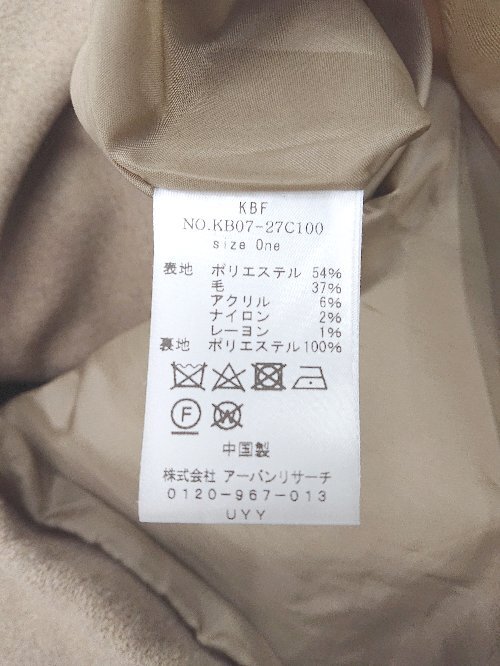 KBF
NO.KB07-27C100
size One
表地 ポリエステル 54%
毛 37%
アクリル 6%
ナイロン 2%
レーヨン 1%
裏地 ポリエステル 100%
F W
中国製
株式会社 アーバンリサーチ
0120-967-013
UYY